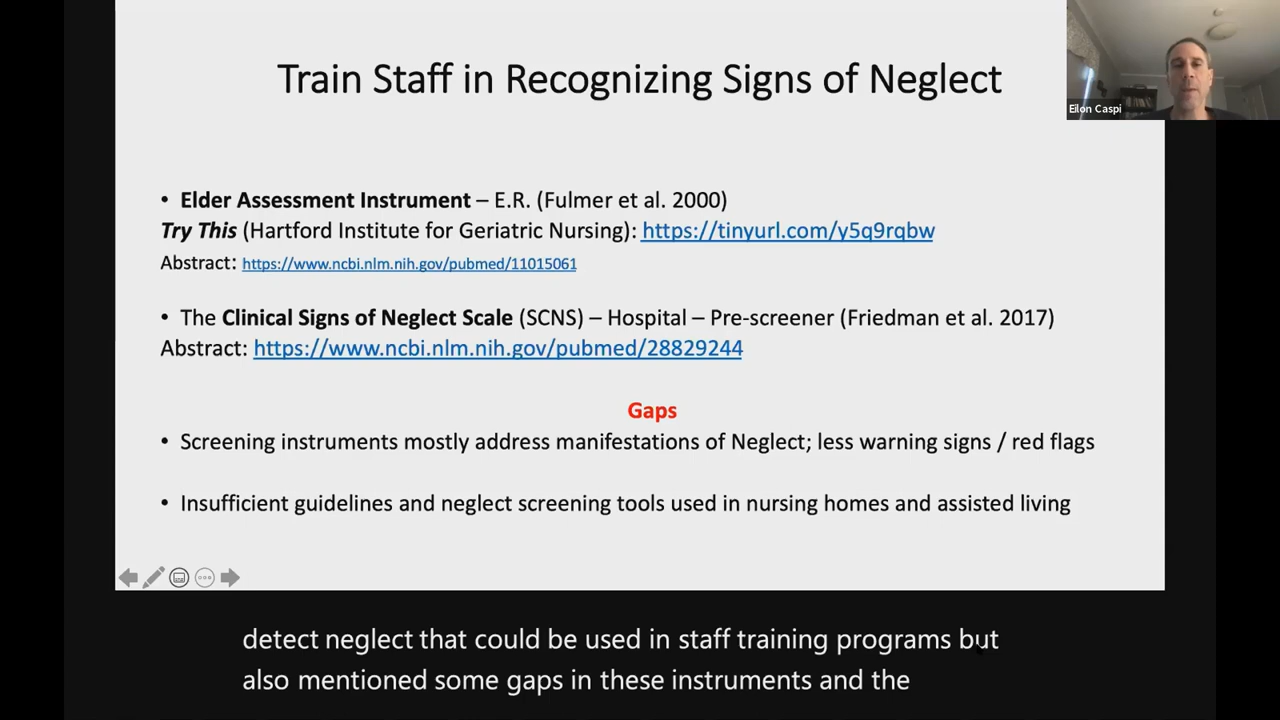 Train Staff in Recognizing Signs of Neglect
Eilon Caspi
• Elder Assessment Instrument – E.R. (Fulmer et al. 2000)
Try This (Hartford Institute for Geriatric Nursing): https://tinyurl.com/y5q9rqbw
Abstract: https://www.ncbi.nlm.nih.gov/pubmed/11015061
• The Clinical Signs of Neglect Scale (SCNS) – Hospital – Pre-screener (Friedman et al. 2017)
Abstract: https://www.ncbi.nlm.nih.gov/pubmed/28829244
Gaps
• Screening instruments mostly address manifestations of Neglect; less warning signs / red flags
• Insufficient guidelines and neglect screening tools used in nursing homes and assisted living
detect neglect that could be used in staff training programs but
also mentioned some gaps in these instruments and the